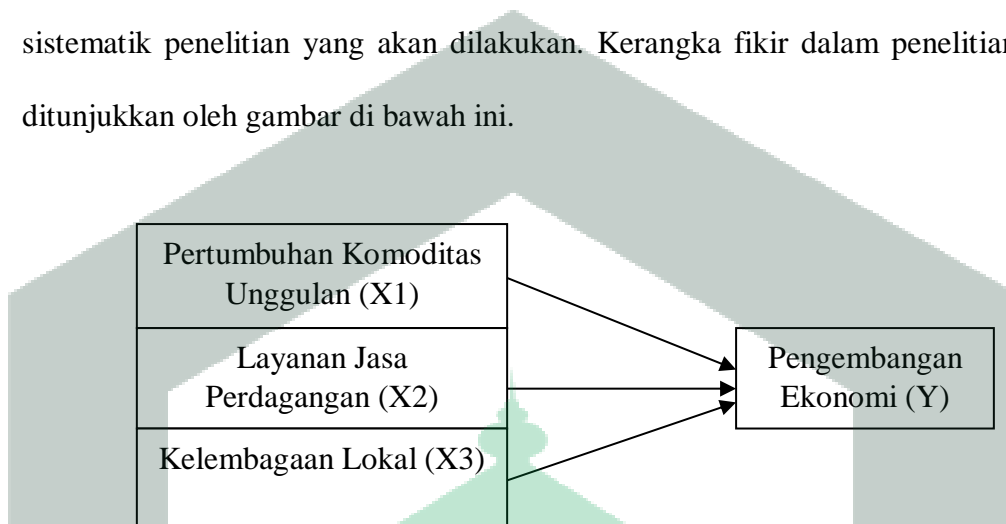 sistematik penelitian yang akan dilakukan. Kerangka fikir dalam penelitian
ditunjukkan oleh gambar di bawah ini.
Pertumbuhan Komoditas
Unggulan (X1)
Layanan Jasa
Perdagangan (X2)
Kelembagaan Lokal (X3)
Pengembangan
Ekonomi (Y)